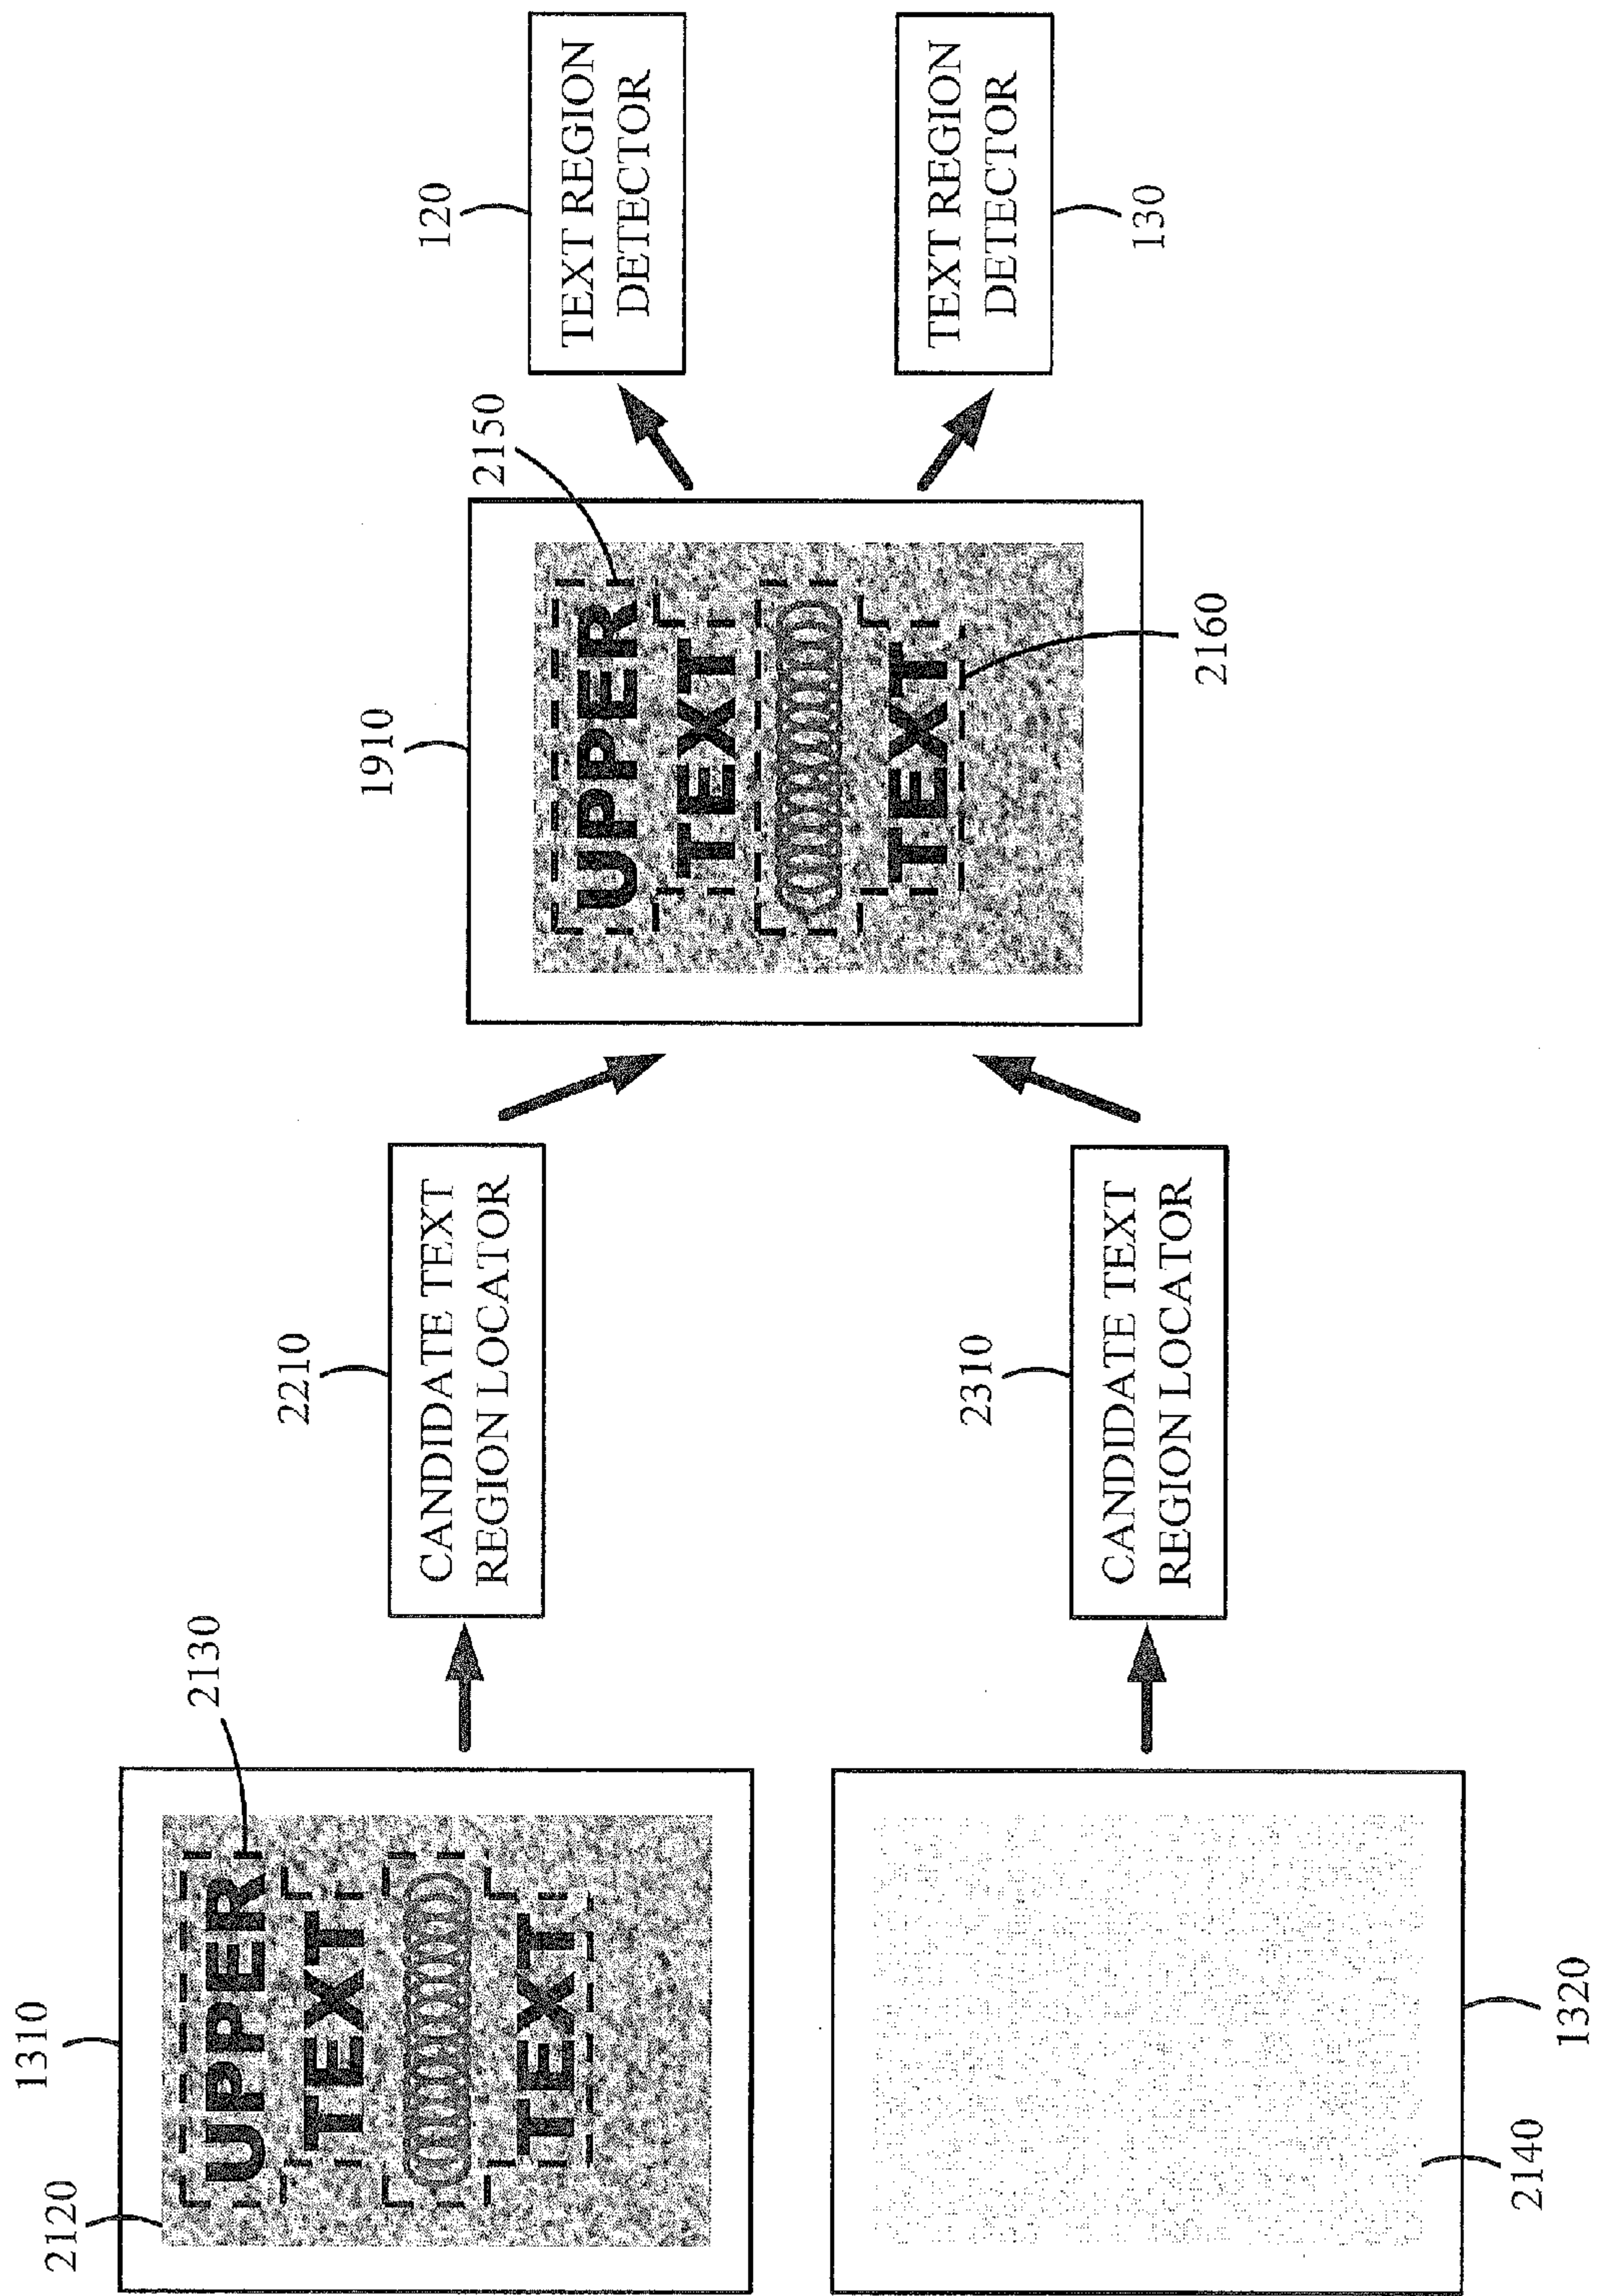 1310
2120
2130
UPPER
TEXT
TEXT
2210
CANDIDATE TEXT
REGION LOCATOR
1910
2150
UPPER
TEXT
TEXT
2160
120
TEXT REGION
DETECTOR
TEXT REGION
DETECTOR
130
2310
CANDIDATE TEXT
REGION LOCATOR
2140
1320